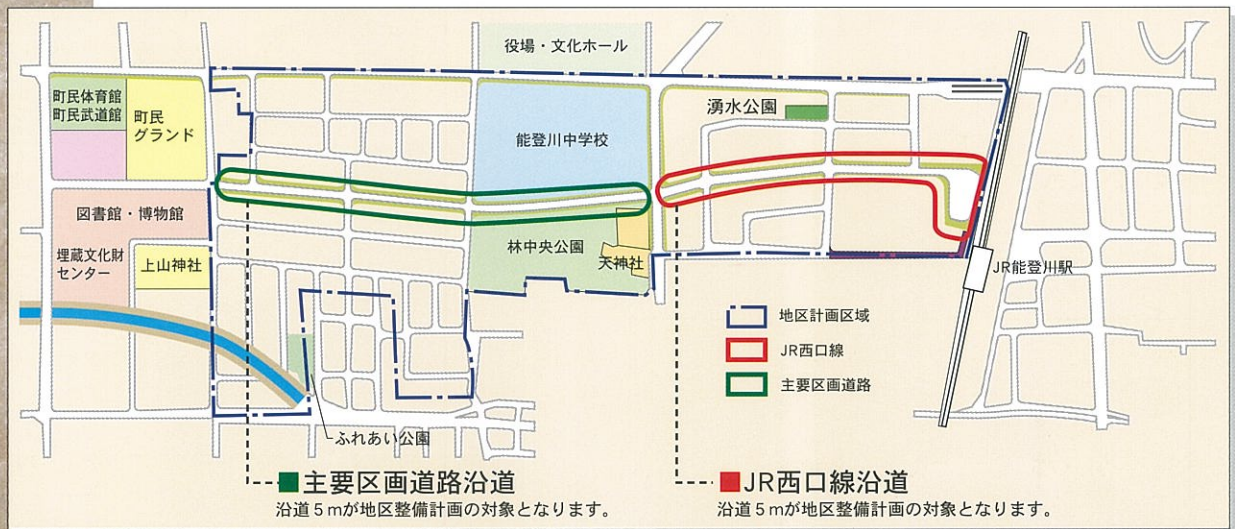 役場・文化ホール
町民体育館
町民武道館
町民
グランド
湧水公園
能登川中学校
図書館・博物館
林中央公園
天神社
埋蔵文化財
センター
上山神社
JR能登川駅
地区計画区域
JR西口線
主要区画道路
ふれあい公園
■主要区画道路沿道
沿道5mが地区整備計画の対象となります。
■JR西口線沿道
沿道5mが地区整備計画の対象となります。